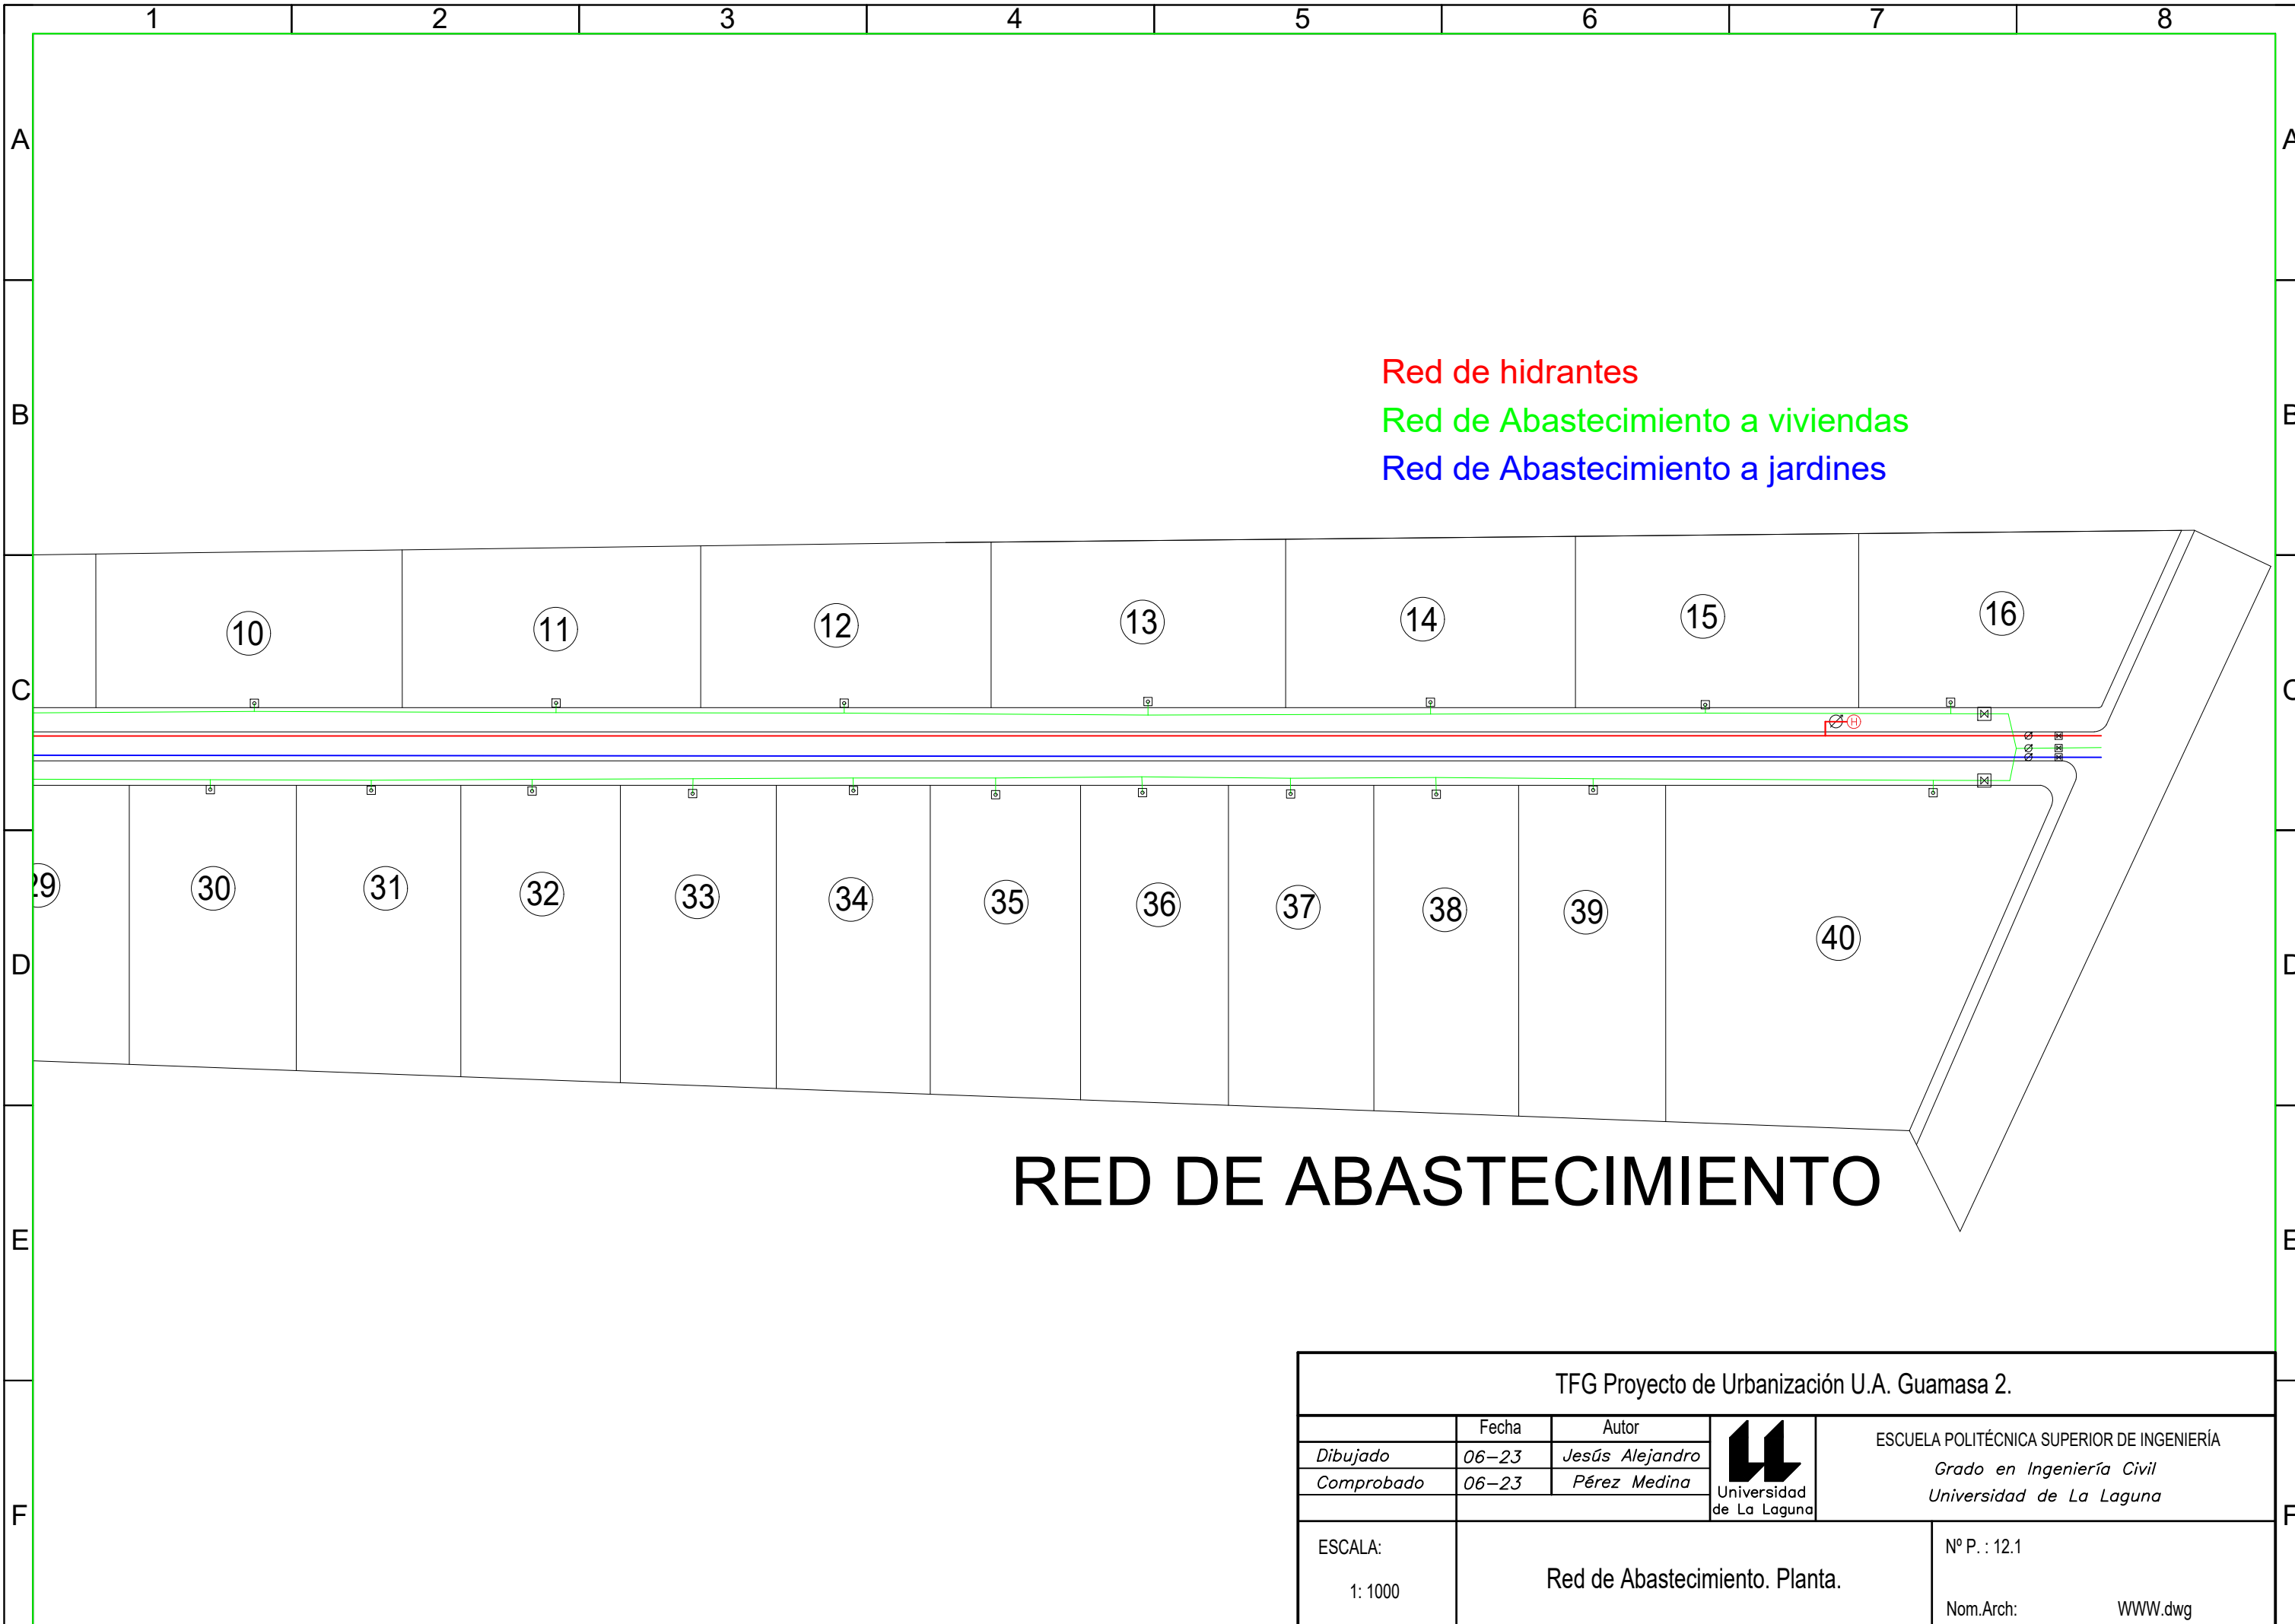 1 2 3 4 5 6 7 8
A A
Red de hidrantes
B B
Red de Abastecimiento a viviendas
Red de Abastecimiento a jardines
10 11 12 13 14 15 16
C C
H
29 30 31 32 33 34 35 36 37 38 39 40
D D
RED DE ABASTECIMIENTO
E E
TFG Proyecto de Urbanización U.A. Guamasa 2.
Fecha Autor
Dibujado 06-23 Jesús Alejandro
Comprobado 06-23 Pérez Medina
Universidad
de La Laguna
ESCUELA POLITÉCNICA SUPERIOR DE INGENIERÍA
Grado en Ingeniería Civil
Universidad de La Laguna
F F
ESCALA:
1: 1000
Red de Abastecimiento. Planta.
Nº P. : 12.1
Nom.Arch: WWW.dwg